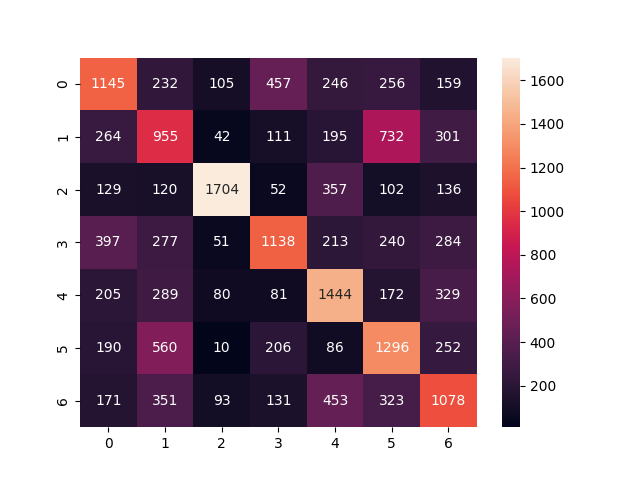 0 1145 232 105 457 246 256 159
1 264 955 42 111 195 732 301
2 129 120 1704 52 357 102 136
3 397 277 51 1138 213 240 284
4 205 289 80 81 1444 172 329
5 190 560 10 206 86 1296 252
6 171 351 93 131 453 323 1078
0 1 2 3 4 5 6
1600
1400
1200
1000
800
600
400
200